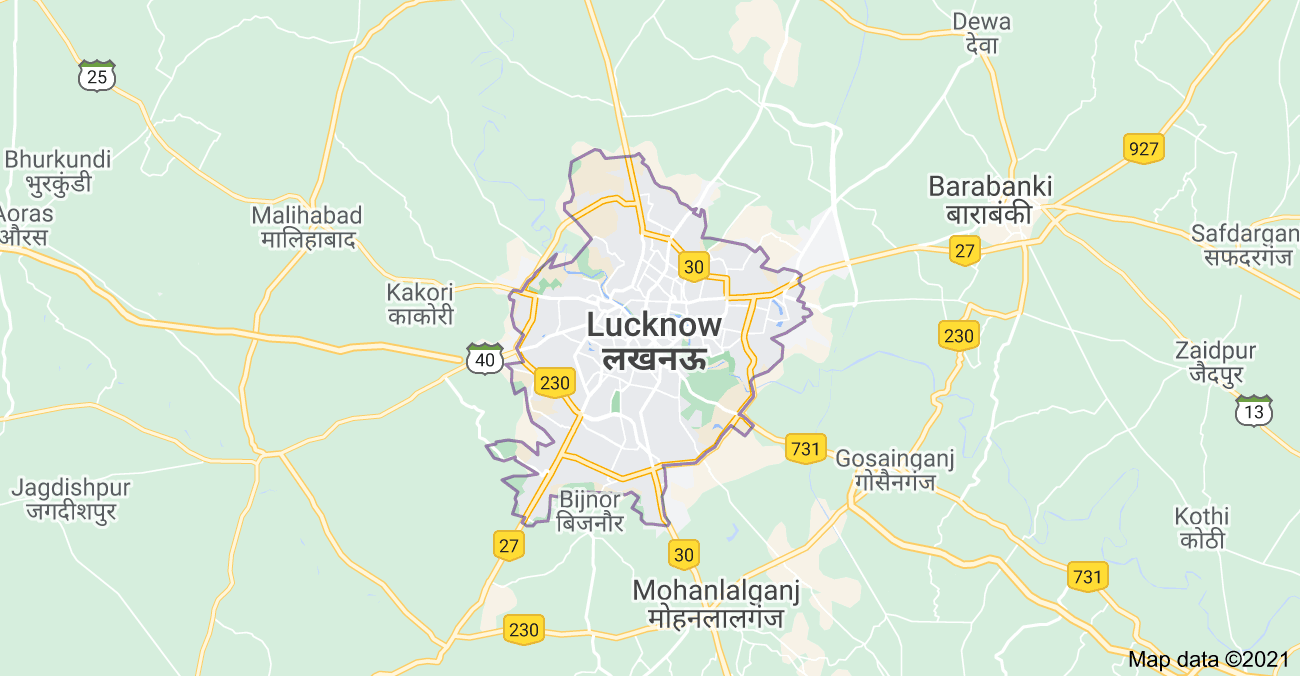 Dewa
देवा
25
927
Bhurkundi
भुरकुंडी
Barabanki
बाराबंकी
Aoras
औरस
Malihabad
मालिहाबाद
Safdargan
सफदरगंज
27
30
Kakori
काकोरी
Lucknow
लखनऊ
230
40
Zaidpur
जैदपुर
230
13
731
Gosainganj
गोसैनगंज
Jagdishpur
जगदीशपुर
Bijnor
बिजनौर
Kothi
कोठी
27
30
731
Mohanlalganj
मोहनलालगंज
230
Map data ©2021